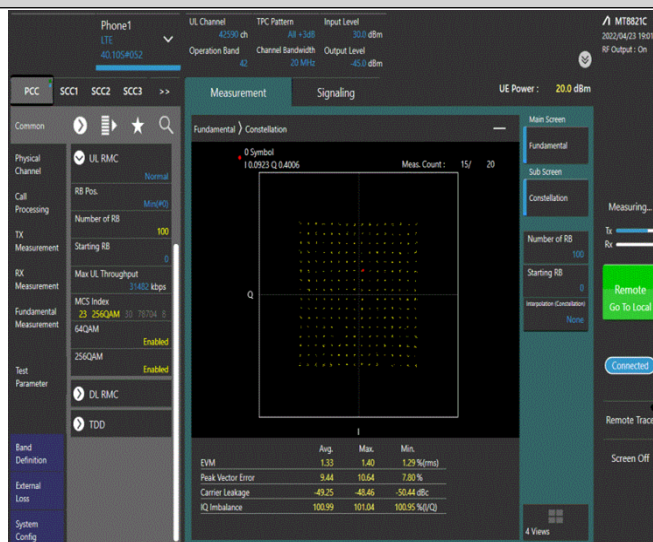 Phone1
LTE
40.105#052
UL Channel
42590 ch
TPC Pattern
All +3dB
Input Level
30.0 dBm
Operation Band
42
Channel Bandwidth
20 MHz
Output Level
-45.0 dBm
MT8821C
2022/04/23 19:01
RF Output : On
PCC SCC1 SCC2 SCC3 >>
Measurement
Signaling
UE Power : 20.0 dBm
Common
Physical
Channel
Call
Processing
TX
Measurement
RX
Measurement
Fundamental
Measurement
Test
Parameter
Band
Definition
External
Loss
System
Config
UL RMC
Normal
RB Pos.
Min(#0)
Number of RB
100
Starting RB
0
Max UL Throughput
31482 kbps
MCS Index
23 256QAM 30 78704 8
64QAM
Enabled
256QAM
Enabled
DL RMC
TDD
Fundamental ⟩ Constellation
0 Symbol
I 0.0923 Q 0.4006
Meas. Count : 15/ 20
Q
I
Avg. Max. Min.
EVM 1.33 1.40 1.29 %(rms)
Peak Vector Error 9.44 10.64 7.80 %
Carrier Leakage -49.25 -48.46 -50.44 dBc
IQ Imbalance 100.99 101.04 100.95 %(I/Q)
Main Screen
Fundamental
Sub Screen
Constellation
Number of RB
100
Starting RB
0
Interpolation (Constellation)
None
4 Views
Measuring...
Tx
Rx
Remote
Go To Local
Connected
Remote Trace
Screen Off